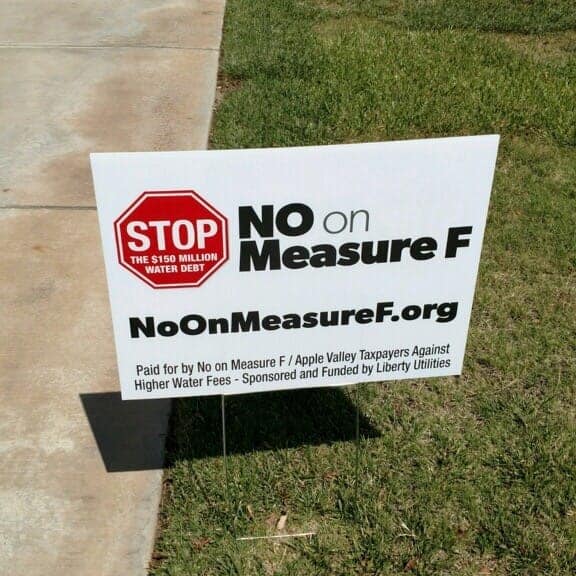 STOP
THE $150 MILLION
WATER DEBT
NO on
Measure F
NoOnMeasureF.org
Paid for by No on Measure F / Apple Valley Taxpayers Against
Higher Water Fees - Sponsored and Funded by Liberty Utilities